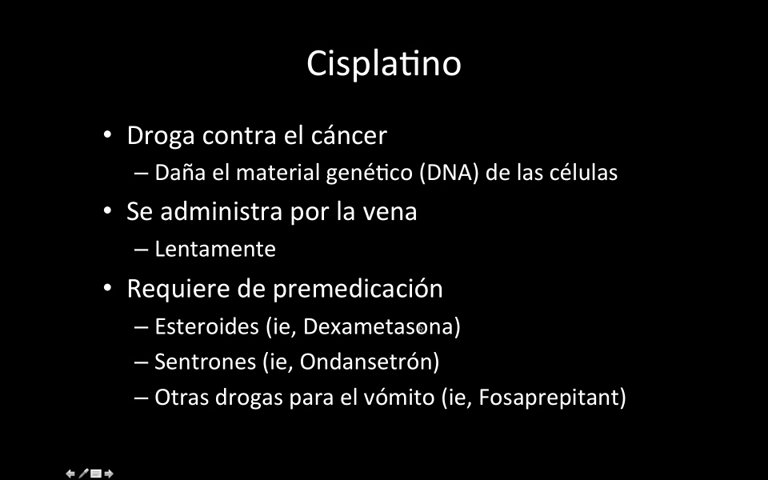 Cisplatino
• Droga contra el cáncer
– Daña el material genético (DNA) de las células
• Se administra por la vena
– Lentamente
• Requiere de premedicación
– Esteroides (ie, Dexametasona)
– Sentrones (ie, Ondansetrón)
– Otras drogas para el vómito (ie, Fosaprepitant)